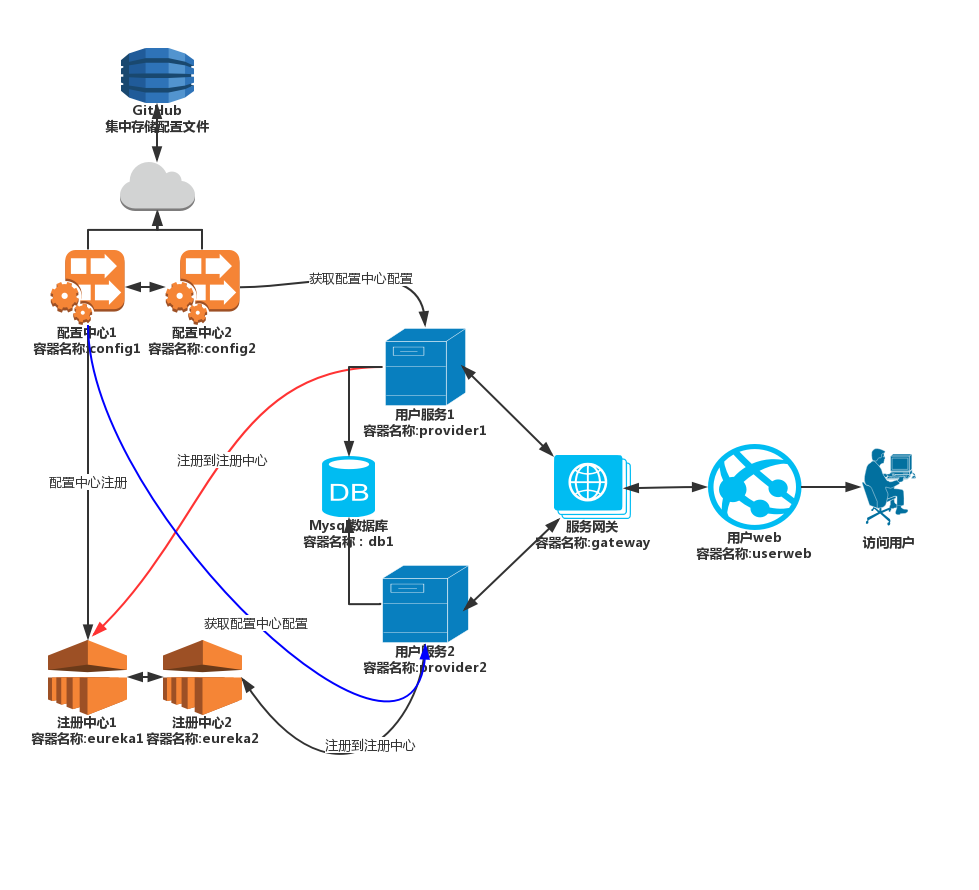 GitHub
集中存储配置文件
获取配置中心配置
配置中心1
容器名称:config1
配置中心2
容器名称:config2
用户服务1
容器名称:provider1
注册到注册中心
配置中心注册
DB
Mysql数据库
容器名称：db1
服务网关
容器名称:gateway
用户web
容器名称:userweb
访问用户
获取配置中心配置
用户服务2
容器名称:provider2
注册中心1
容器名称:eureka1
注册中心2
容器名称:eureka2
注册到注册中心